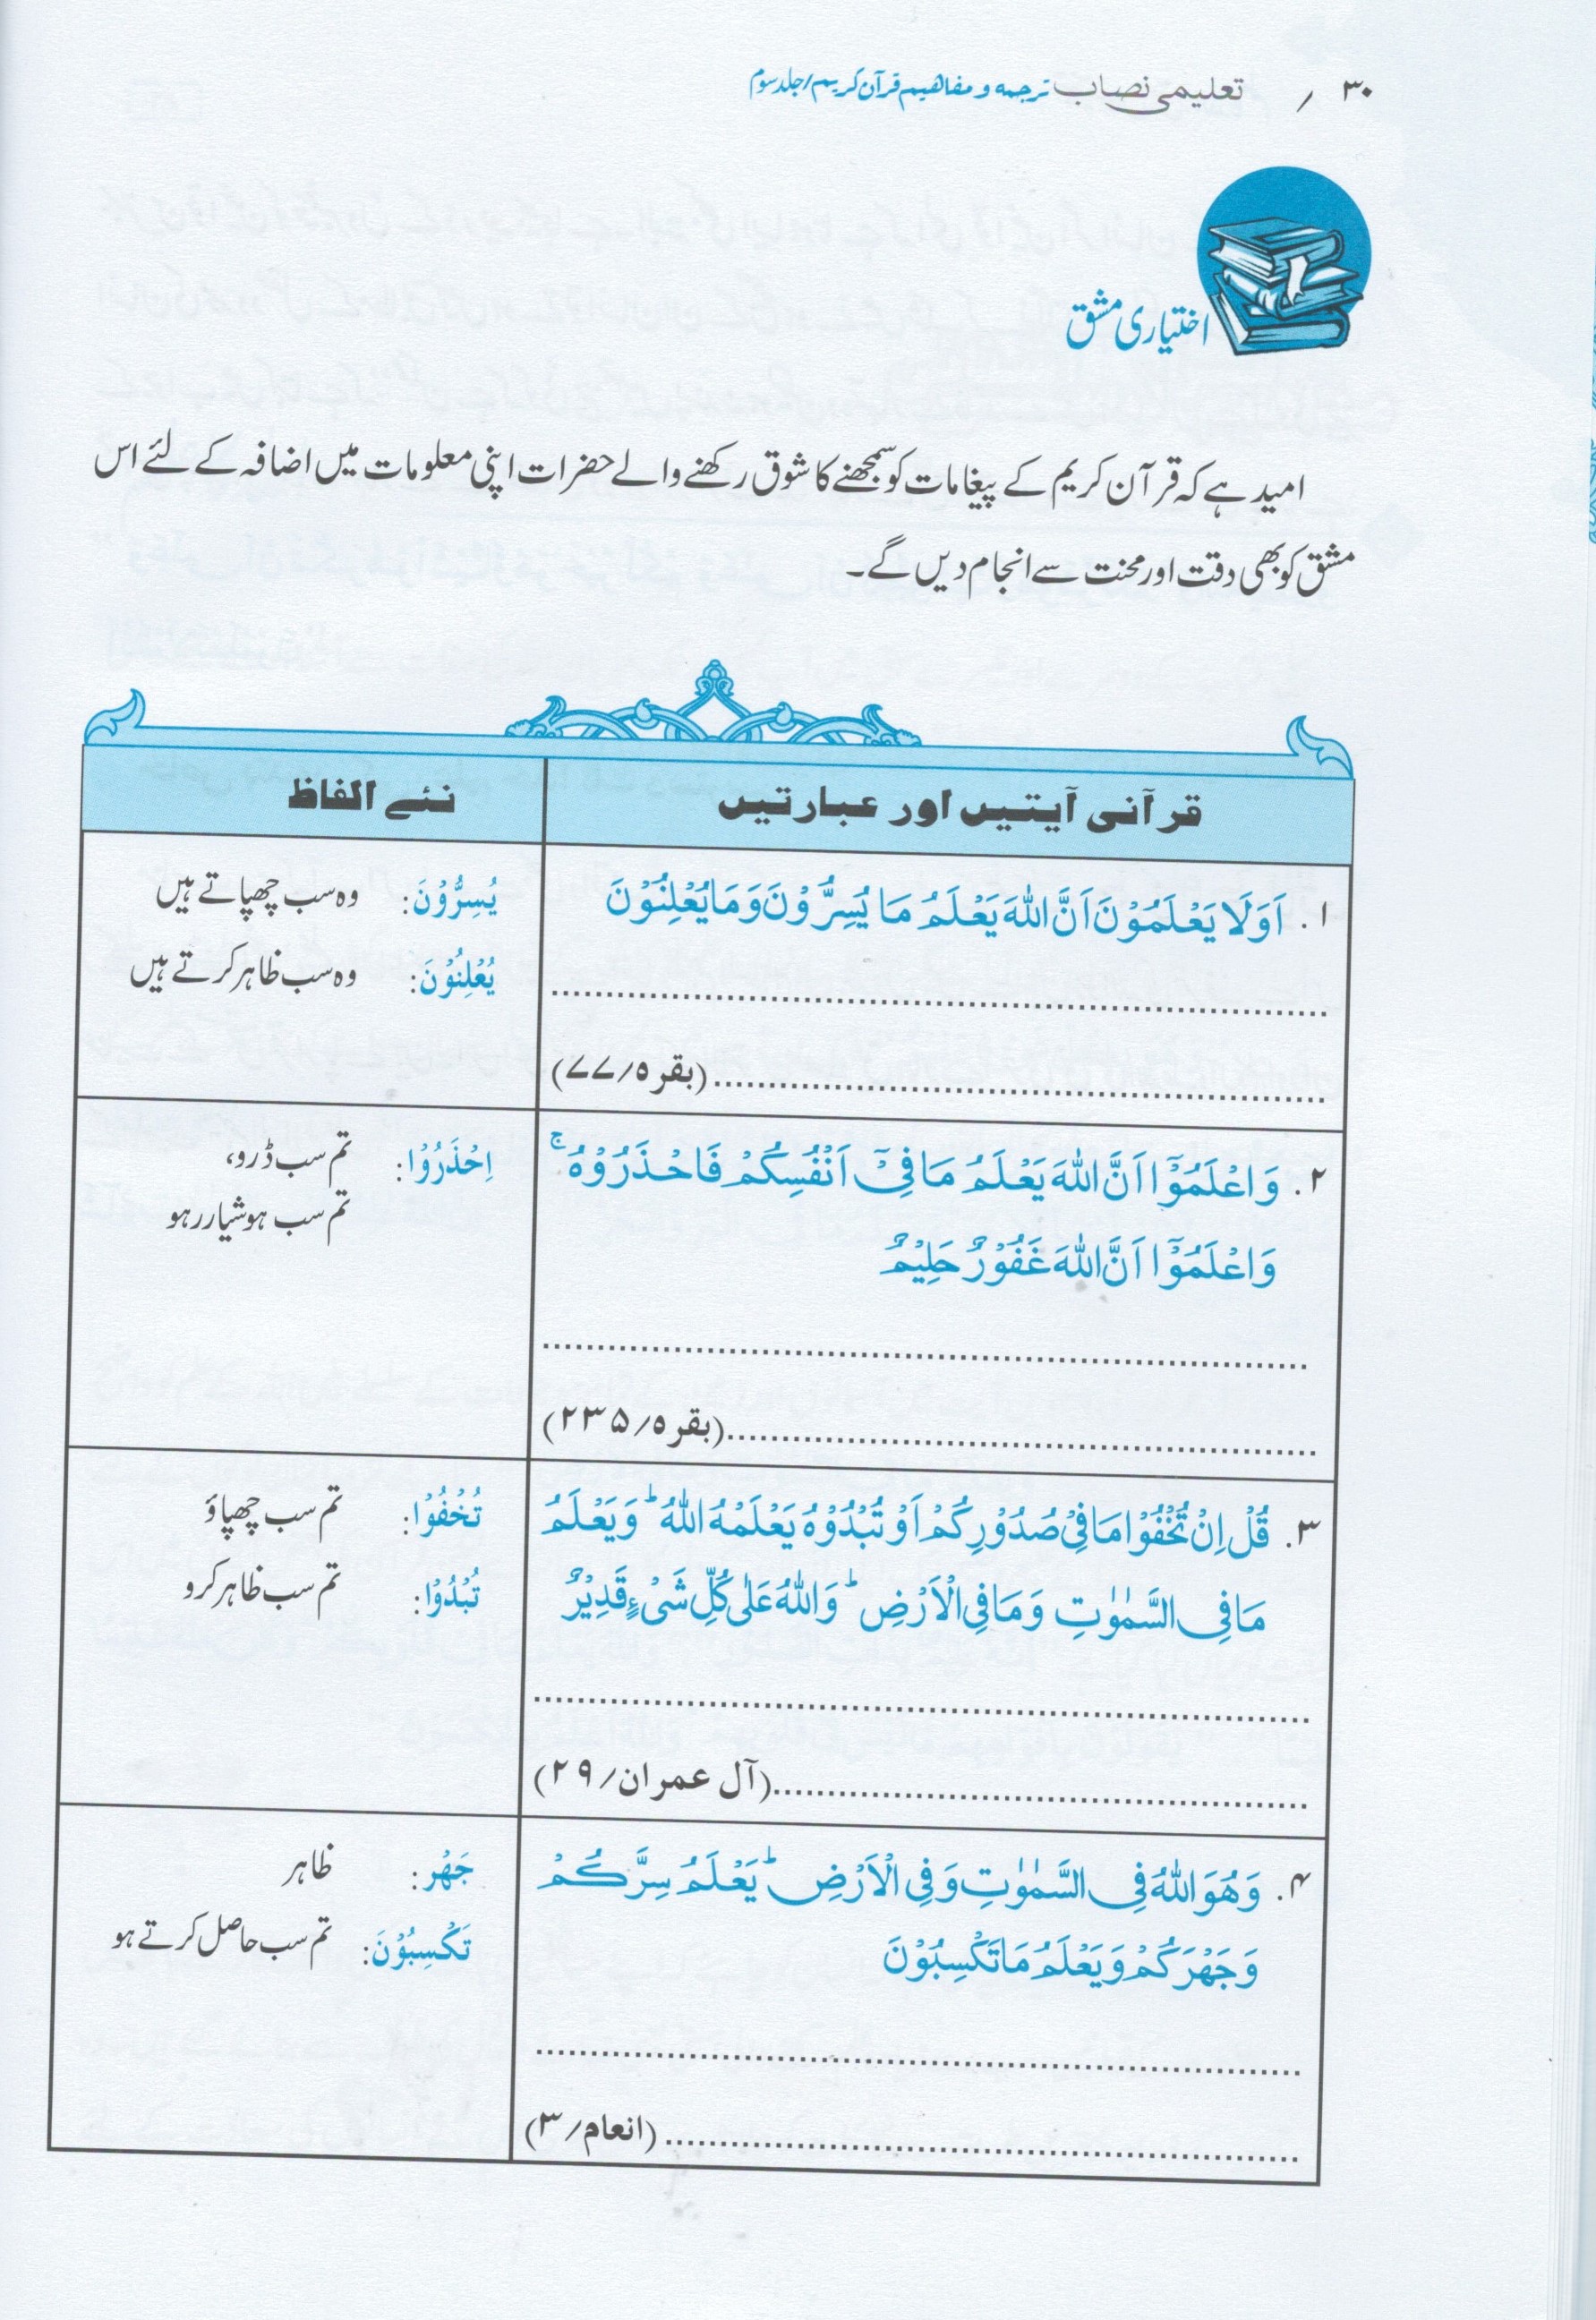 ۳۰ / تعلیمی نصاب ترجمہ و مفاهیم قرآن کریم/جلد سوم
اختیاری مشق
امید ہے کہ قرآن کریم کے پیغامات کو سمجھنے کا شوق رکھنے والے حضرات اپنی معلومات میں اضافہ کے لئے اس
مشق کو بھی دقت اور محنت سے انجام دیں گے۔
قرآنی آیتیں اور عبارتیں
نئے الفاظ
۱. اَوَلَا يَعْلَمُوْنَ اَنَّ اللّٰهَ يَعْلَمُ مَا يُسِرُّوْنَ وَمَا يُعْلِنُوْنَ
................................................................
................................................(بقرہ/۷۷)
يُسِرُّوْنَ: وہ سب چھپاتے ہیں
يُعْلِنُوْنَ: وہ سب ظاہر کرتے ہیں
۲. وَاعْلَمُوْٓا اَنَّ اللّٰهَ يَعْلَمُ مَا فِيْٓ اَنْفُسِكُمْ فَاحْذَرُوْهُ ۚ
وَاعْلَمُوْٓا اَنَّ اللّٰهَ غَفُوْرٌ حَلِيْمٌ
................................................................
................................................(بقرہ/۲۳۵)
اِحْذَرُوْا: تم سب ڈرو،
تم سب ہوشیار رہو
۳. قُلْ اِنْ تُخْفُوْا مَا فِيْ صُدُوْرِكُمْ اَوْ تُبْدُوْهُ يَعْلَمْهُ اللّٰهُ ؕ وَيَعْلَمُ
مَا فِي السَّمٰوٰتِ وَمَا فِي الْاَرْضِ ؕ وَاللّٰهُ عَلٰى كُلِّ شَيْءٍ قَدِيْرٌ
................................................................
................................................(آل عمران/۲۹)
تُخْفُوْا: تم سب چھپاؤ
تُبْدُوْا: تم سب ظاہر کرو
۴. وَهُوَ اللّٰهُ فِي السَّمٰوٰتِ وَفِي الْاَرْضِ ؕ يَعْلَمُ سِرَّكُمْ
وَجَهْرَكُمْ وَيَعْلَمُ مَا تَكْسِبُوْنَ
................................................................
................................................(انعام/۳)
جَهْر: ظاہر
تَكْسِبُوْنَ: تم سب حاصل کرتے ہو